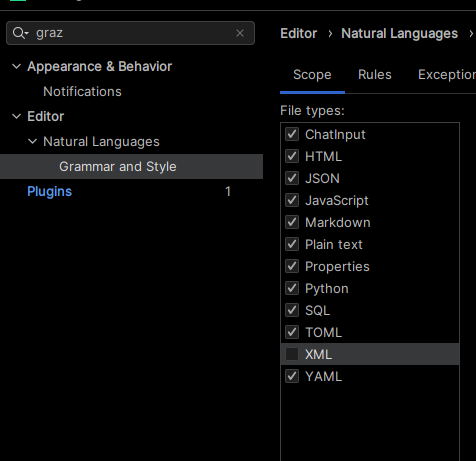 graz
Appearance & Behavior
Notifications
Editor
Natural Languages
Grammar and Style
Plugins 1
Editor › Natural Languages ›
Scope Rules Exception
File types:
ChatInput
HTML
JSON
JavaScript
Markdown
Plain text
Properties
Python
SQL
TOML
XML
YAML